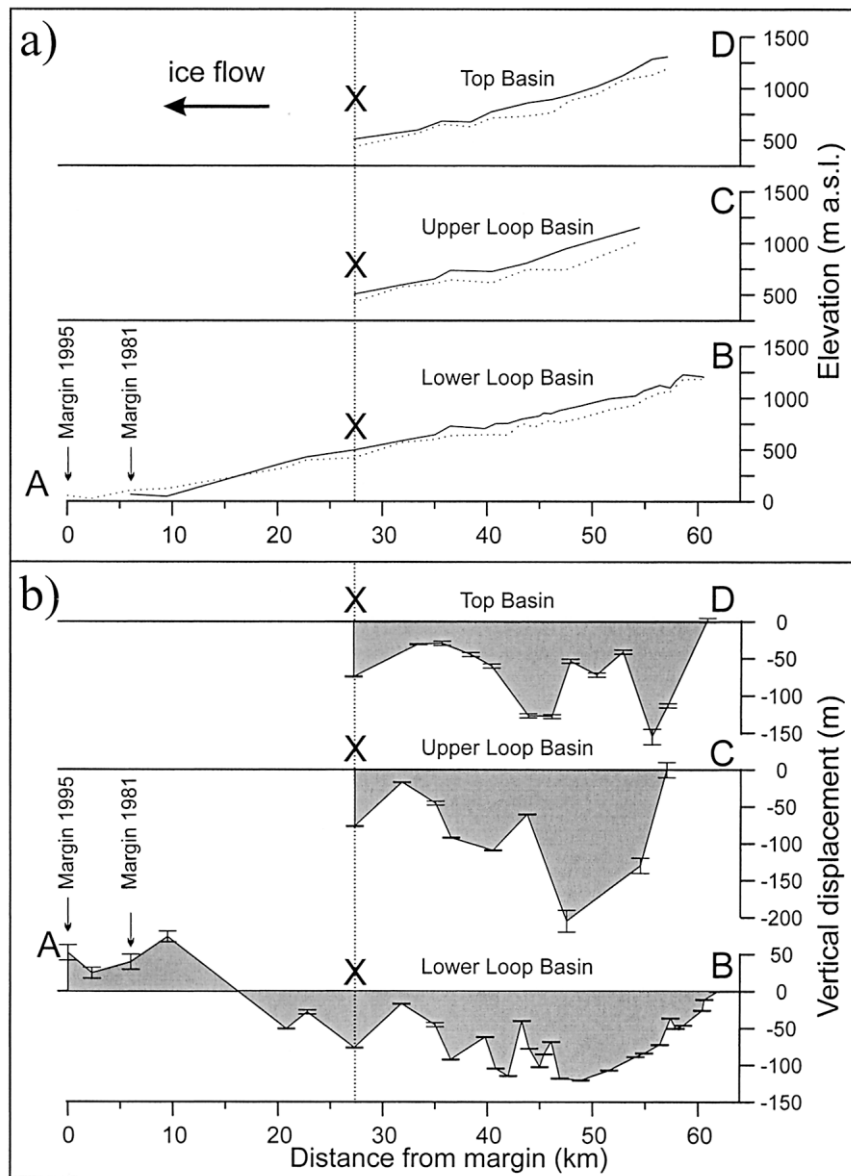 a)
D
1500
ice flow
Top Basin
1000
X
500
C
1500
Upper Loop Basin
1000
X
500
Elevation (m a.s.l.)
Margin 1995
Margin 1981
B
1500
Lower Loop Basin
1000
X
500
A
0
0 10 20 30 40 50 60
b)
X
Top Basin
D
0
-50
-100
-150
X
Upper Loop Basin
C
0
-50
-100
-150
-200
Vertical displacement (m)
Margin 1995
Margin 1981
A
50
X
Lower Loop Basin
B
0
-50
-100
-150
0 10 20 30 40 50 60
Distance from margin (km)